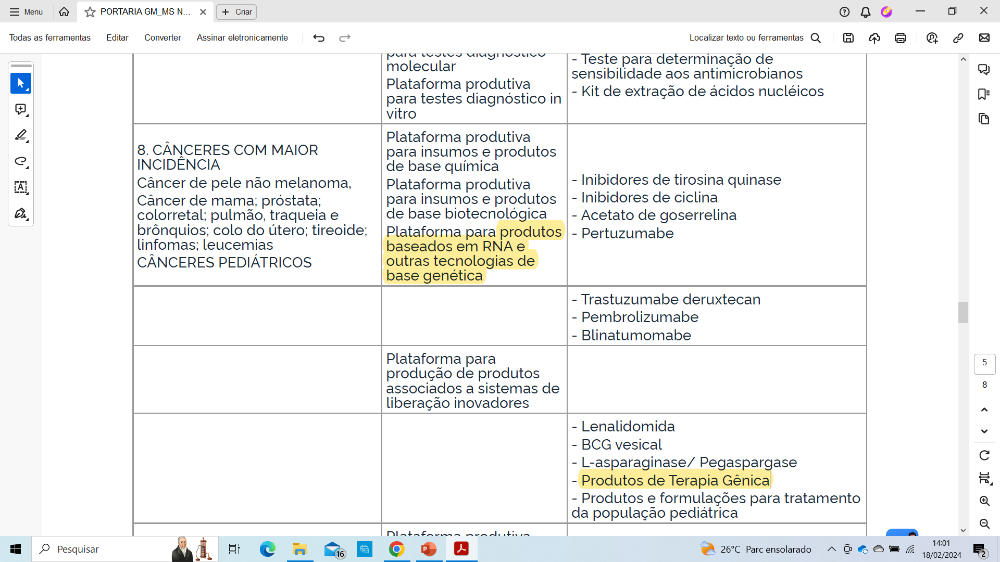 Menu
PORTARIA GM_MS N...
Criar
Todas as ferramentas
Editar
Converter
Assinar eletronicamente
Localizar texto ou ferramentas
para testes diagnóstico
molecular
Plataforma produtiva
para testes diagnóstico in
vitro
- Teste para determinação de
sensibilidade aos antimicrobianos
- Kit de extração de ácidos nucléicos
8. CÂNCERES COM MAIOR
INCIDÊNCIA
Câncer de pele não melanoma,
Câncer de mama; próstata;
colorretal; pulmão, traqueia e
brônquios; colo do útero; tireoide;
linfomas; leucemias
CÂNCERES PEDIÁTRICOS
Plataforma produtiva
para insumos e produtos
de base química
Plataforma produtiva
para insumos e produtos
de base biotecnológica
Plataforma para produtos
baseados em RNA e
outras tecnologias de
base genética
- Inibidores de tirosina quinase
- Inibidores de ciclina
- Acetato de goserrelina
- Pertuzumabe
- Trastuzumabe deruxtecan
- Pembrolizumabe
- Blinatumomabe
Plataforma para
produção de produtos
associados a sistemas de
liberação inovadores
- Lenalidomida
- BCG vesical
- L-asparaginase/ Pegaspargase
- Produtos de Terapia Gênica
- Produtos e formulações para tratamento
da população pediátrica
Plataforma produtiva
5
8
Pesquisar
16
26°C Parc ensolarado
14:01
18/02/2024
2